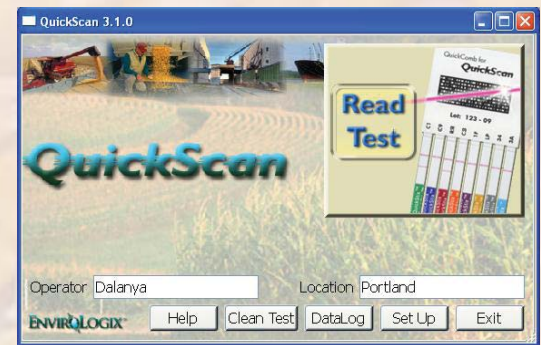 QuickScan 3.1.0
QuickComb for
QuickScan
Lot: 123 - 09
Read
Test
QuickScan
Operator Dalanya
Location Portland
ENVIROLOGIX
Help
Clean Test
DataLog
Set Up
Exit